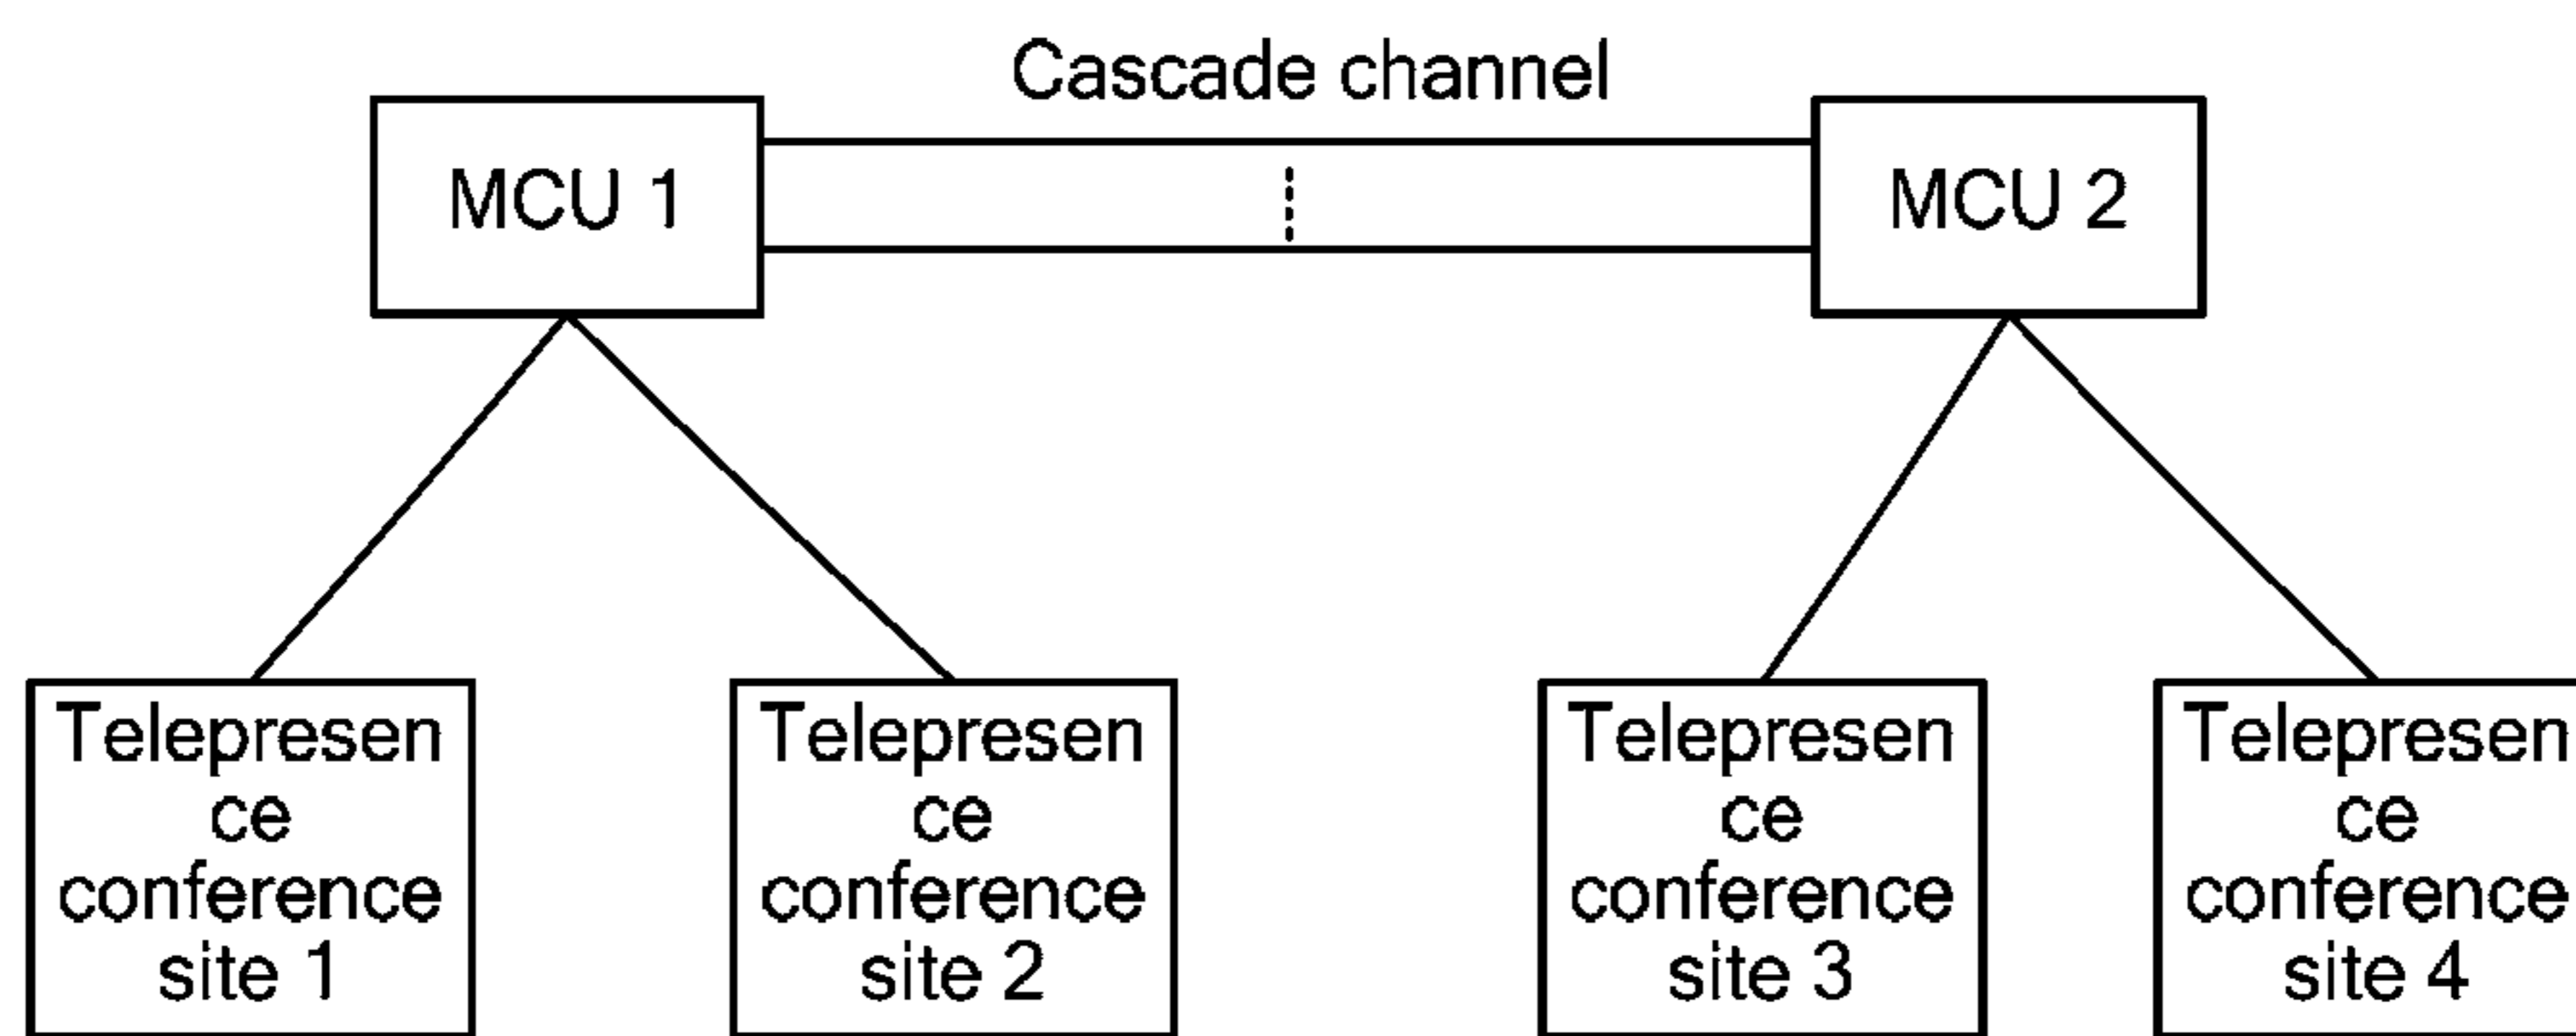 Cascade channel
MCU 1
MCU 2
Telepresen
ce
conference
site 1
Telepresen
ce
conference
site 2
Telepresen
ce
conference
site 3
Telepresen
ce
conference
site 4